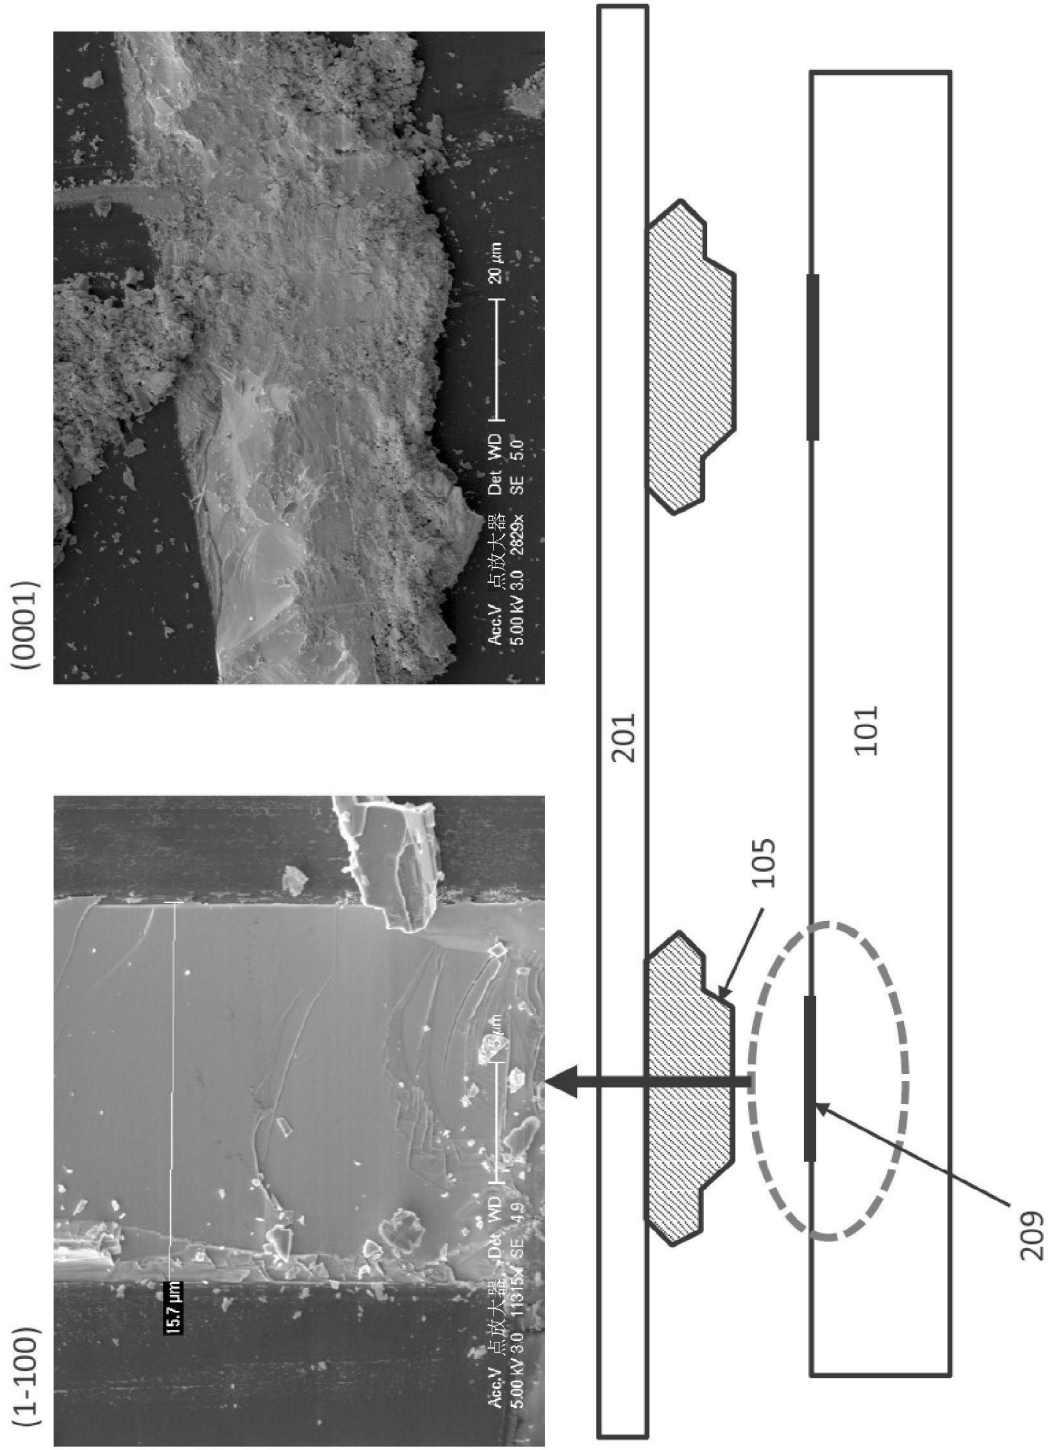 (1-100)
15.7 µm
Acc.V 点放大器 Det WD
5 µm
5.00 kV 3.0 11315x SE 4.9
(0001)
Acc.V 点放大器 Det WD
20 µm
5.00 kV 3.0 2829x SE 5.0
201
105
101
209